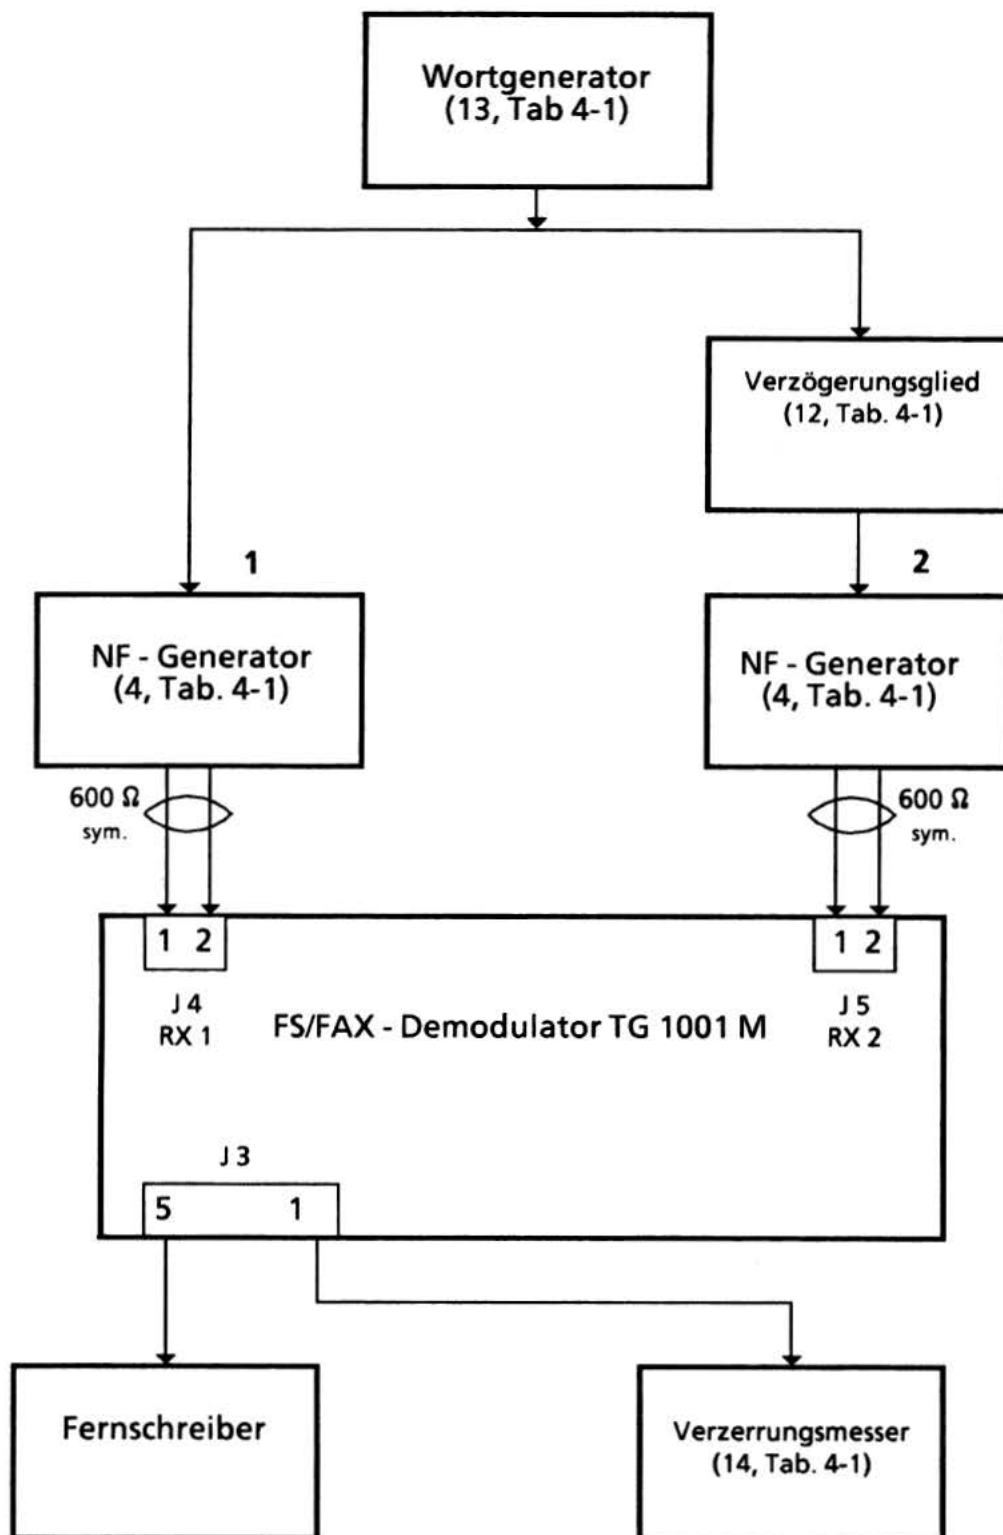 Wortgenerator
(13, Tab 4-1)
Verzögerungsglied
(12, Tab. 4-1)
1
2
NF - Generator
(4, Tab. 4-1)
NF - Generator
(4, Tab. 4-1)
600 Ω
sym.
600 Ω
sym.
1 2
1 2
J 4
RX 1
FS/FAX - Demodulator TG 1001 M
J 5
RX 2
J 3
5 1
Fernschreiber
Verzerrungsmesser
(14, Tab. 4-1)